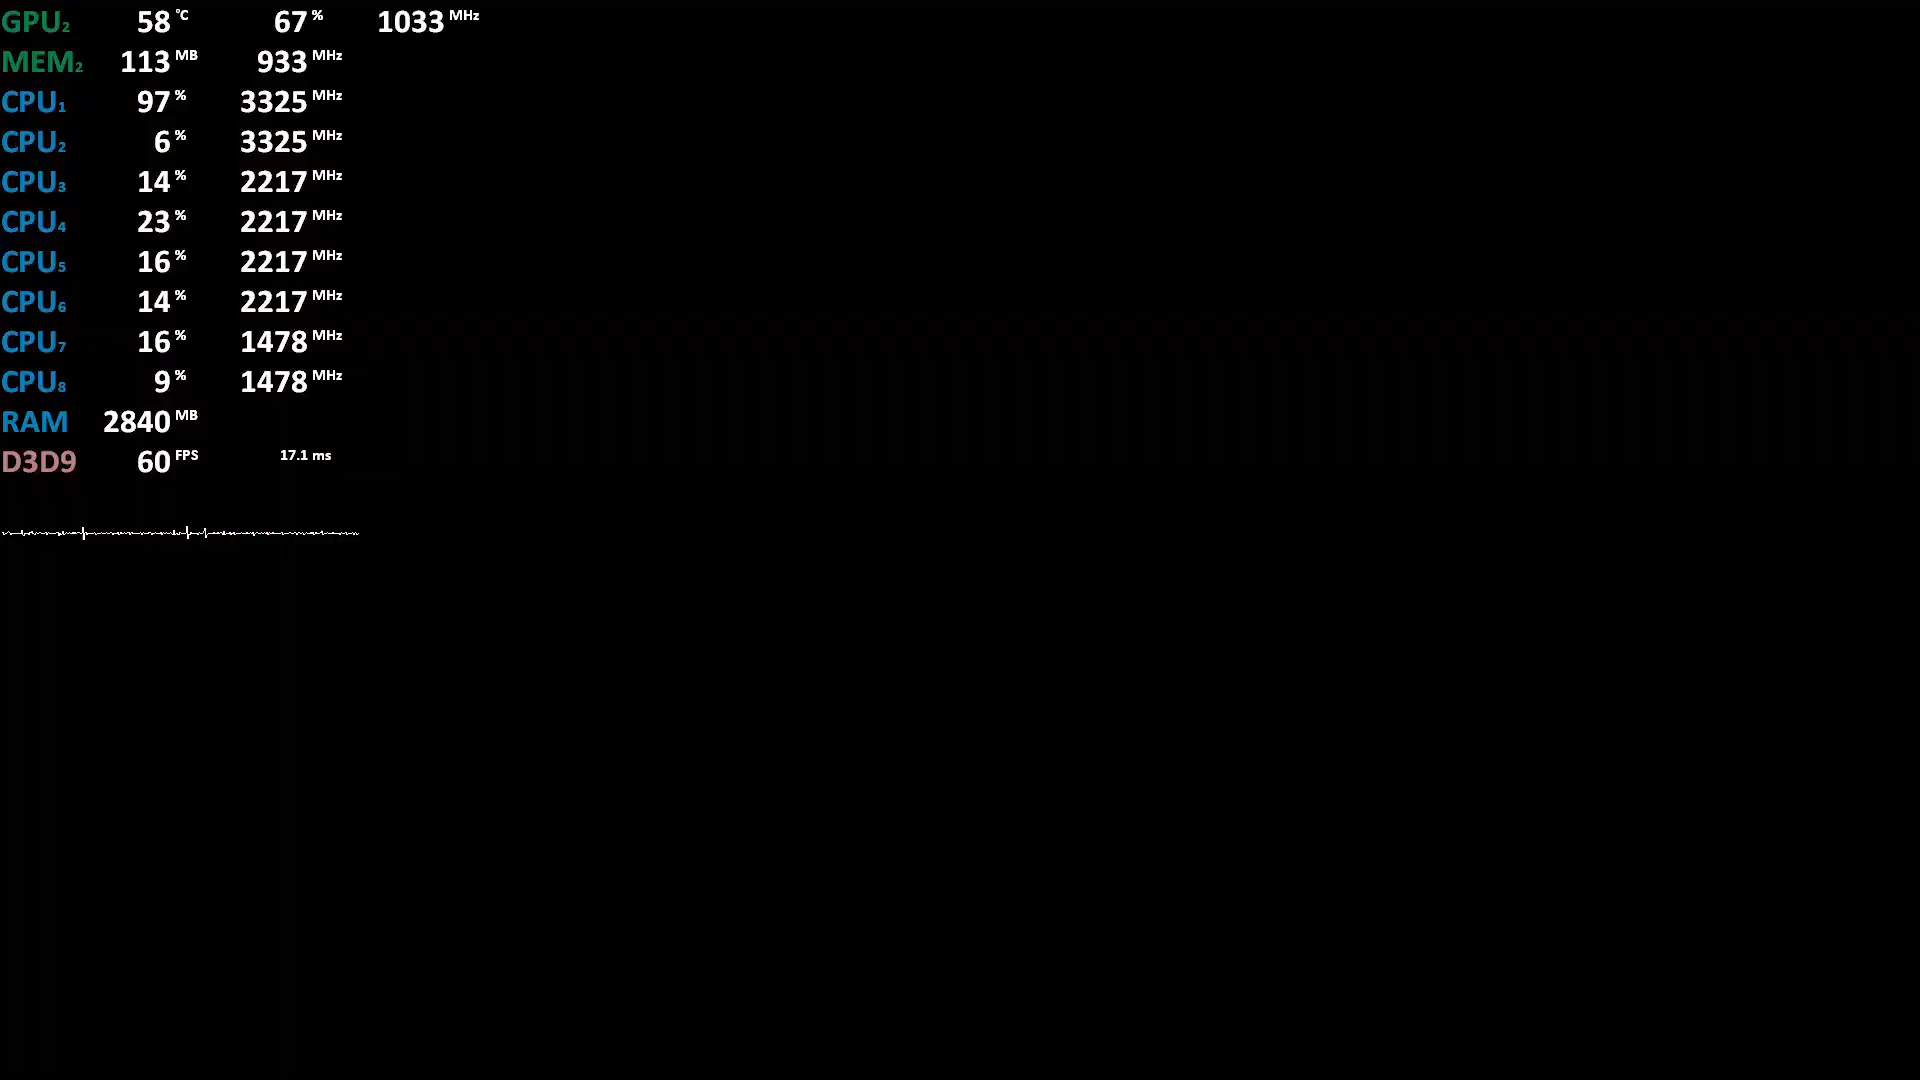 GPU2 58 °C 67 % 1033 MHz
MEM2 113 MB 933 MHz
CPU1 97 % 3325 MHz
CPU2 6 % 3325 MHz
CPU3 14 % 2217 MHz
CPU4 23 % 2217 MHz
CPU5 16 % 2217 MHz
CPU6 14 % 2217 MHz
CPU7 16 % 1478 MHz
CPU8 9 % 1478 MHz
RAM 2840 MB
D3D9 60 FPS 17.1 ms